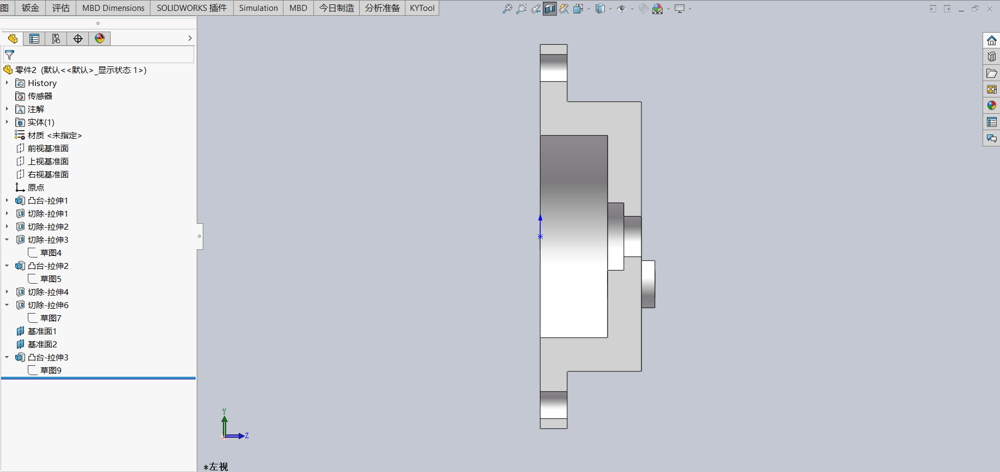 图 钣金 评估 MBD Dimensions SOLIDWORKS 插件 Simulation MBD 今日制造 分析准备 KYTool
零件2 (默认<<默认>_显示状态 1>)
History
传感器
A 注解
实体(1)
材质 <未指定>
前视基准面
上视基准面
右视基准面
原点
凸台-拉伸1
切除-拉伸1
切除-拉伸2
切除-拉伸3
草图4
凸台-拉伸2
草图5
切除-拉伸4
切除-拉伸6
草图7
基准面1
基准面2
凸台-拉伸3
草图9
Y
Z
*左视